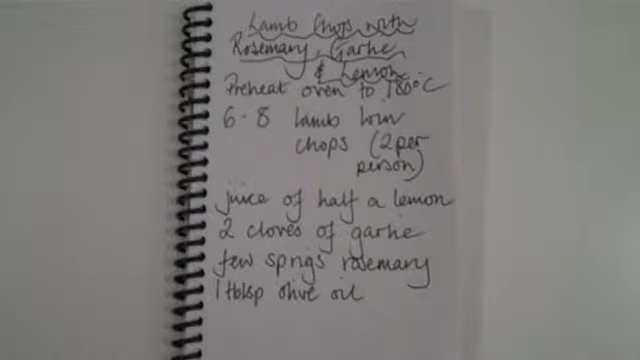 Lamb Chops with
Rosemary, Garlic
& Lemon
Preheat oven to 180°C
6-8 lamb loin
chops (2 per
person)
juice of half a lemon
2 cloves of garlic
few sprigs rosemary
1 tblsp olive oil